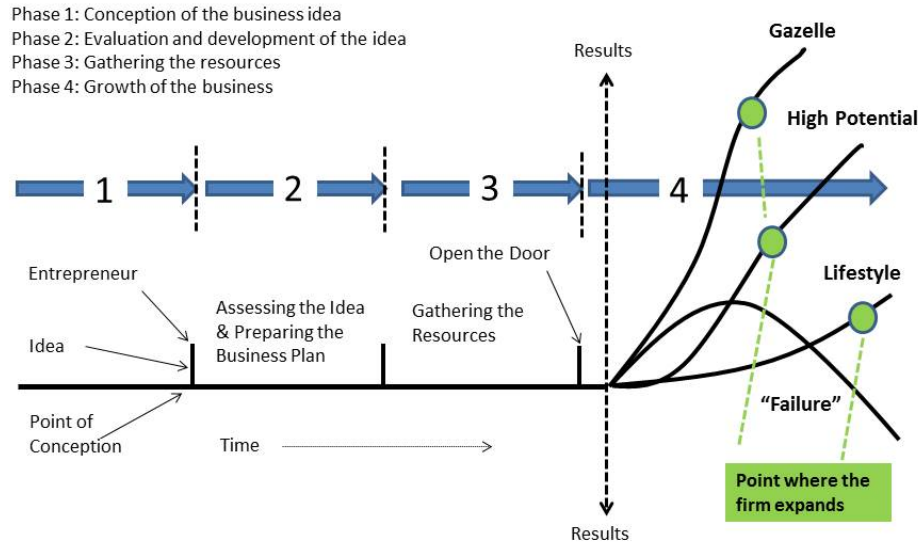 Phase 1: Conception of the business idea
Phase 2: Evaluation and development of the idea
Phase 3: Gathering the resources
Phase 4: Growth of the business
Results
Gazelle
High Potential
1
2
3
4
Entrepreneur
Open the Door
Lifestyle
Assessing the Idea
& Preparing the
Business Plan
Gathering the
Resources
Idea
Point of
Conception
Time
"Failure"
Point where the
firm expands
Results